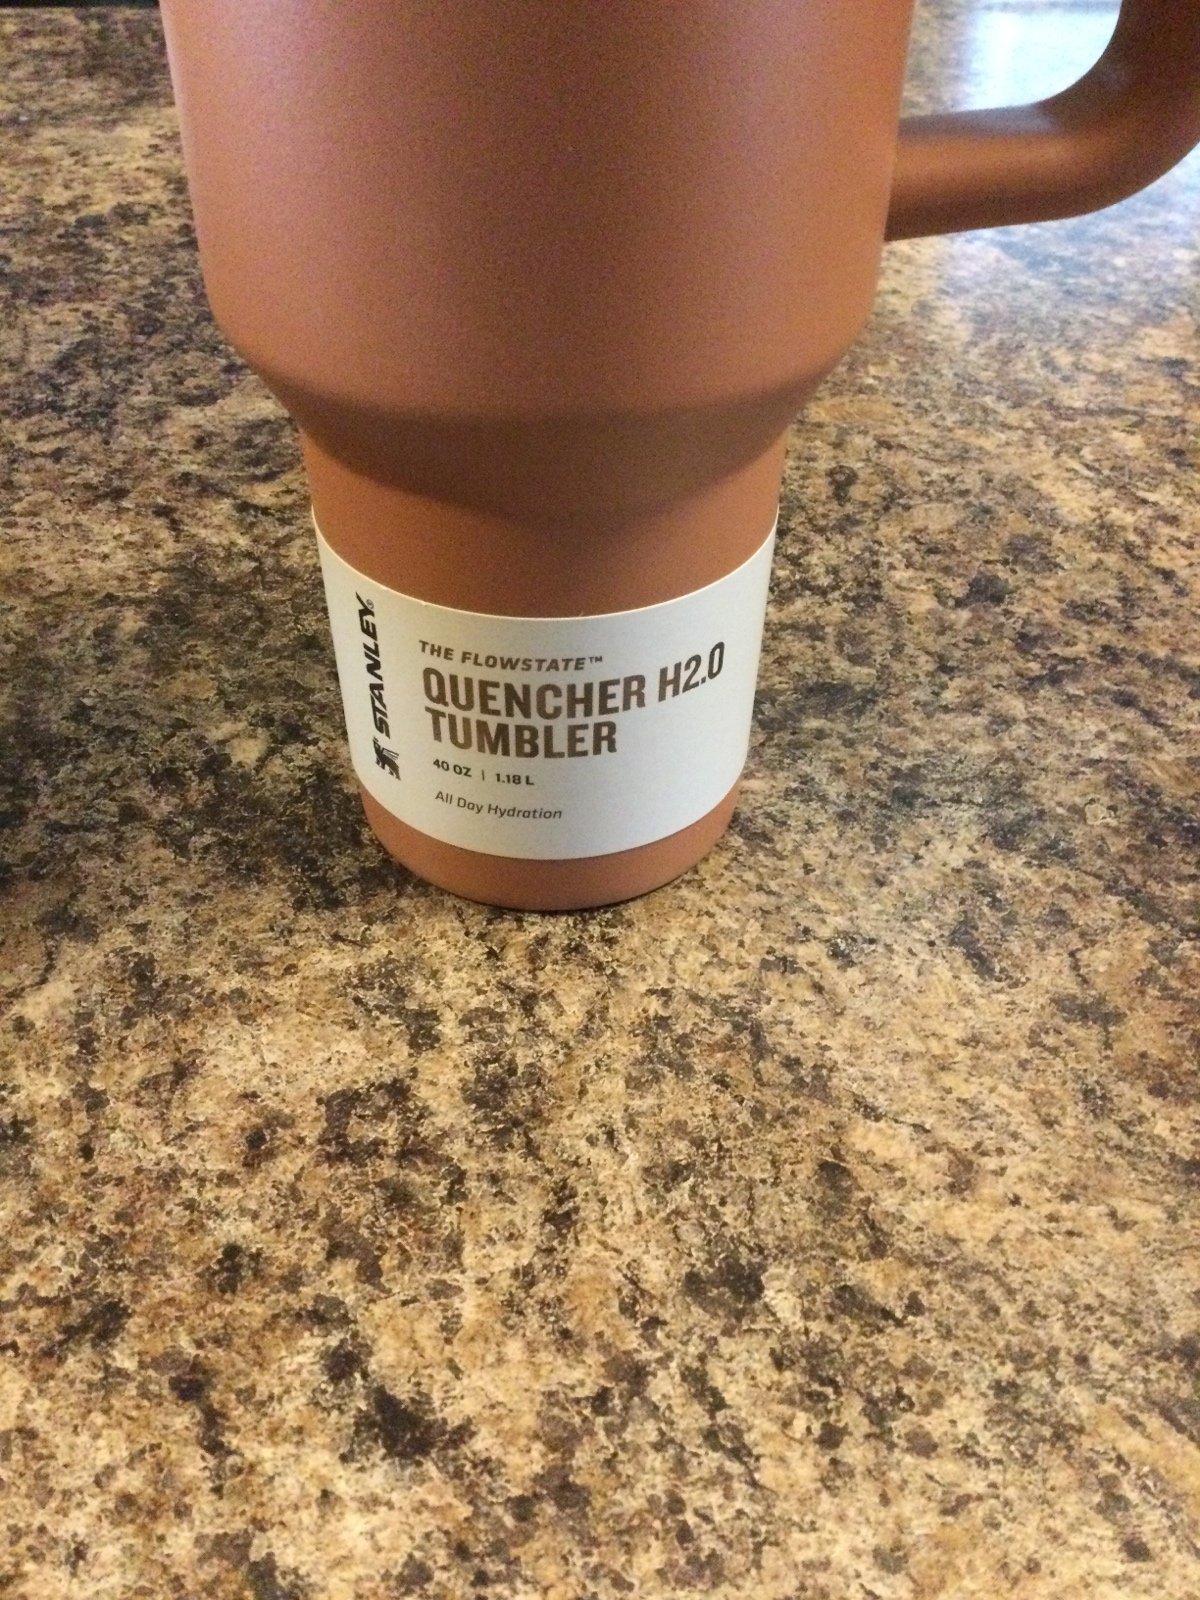 STANLEY®
THE FLOWSTATE™
QUENCHER H2.0
TUMBLER
40 OZ | 1.18 L
All Day Hydration